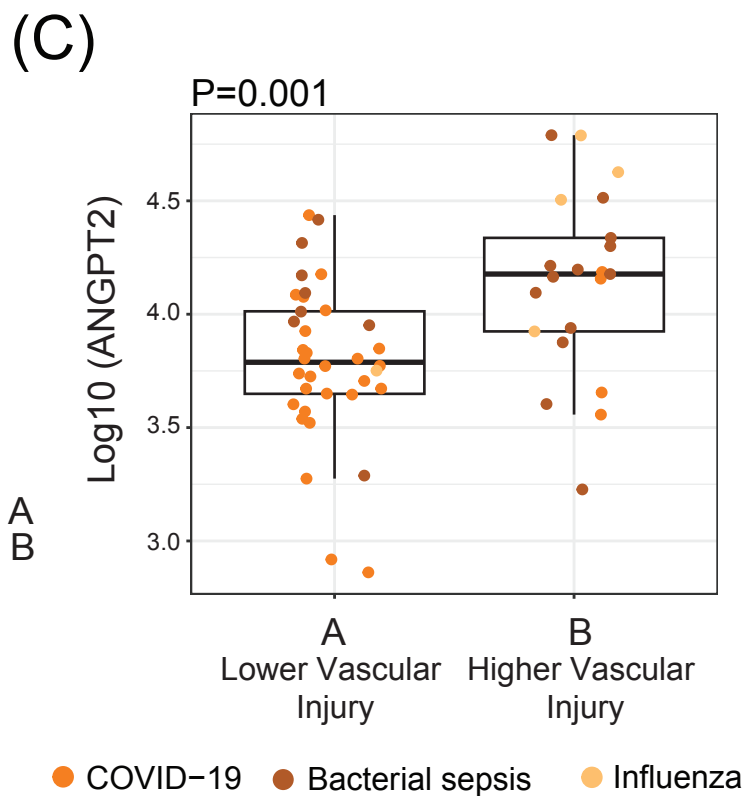 (C)
P=0.001
Log10 (ANGPT2)
4.5
4.0
3.5
3.0
A
B
A
Lower Vascular
Injury
B
Higher Vascular
Injury
COVID−19
Bacterial sepsis
Influenza